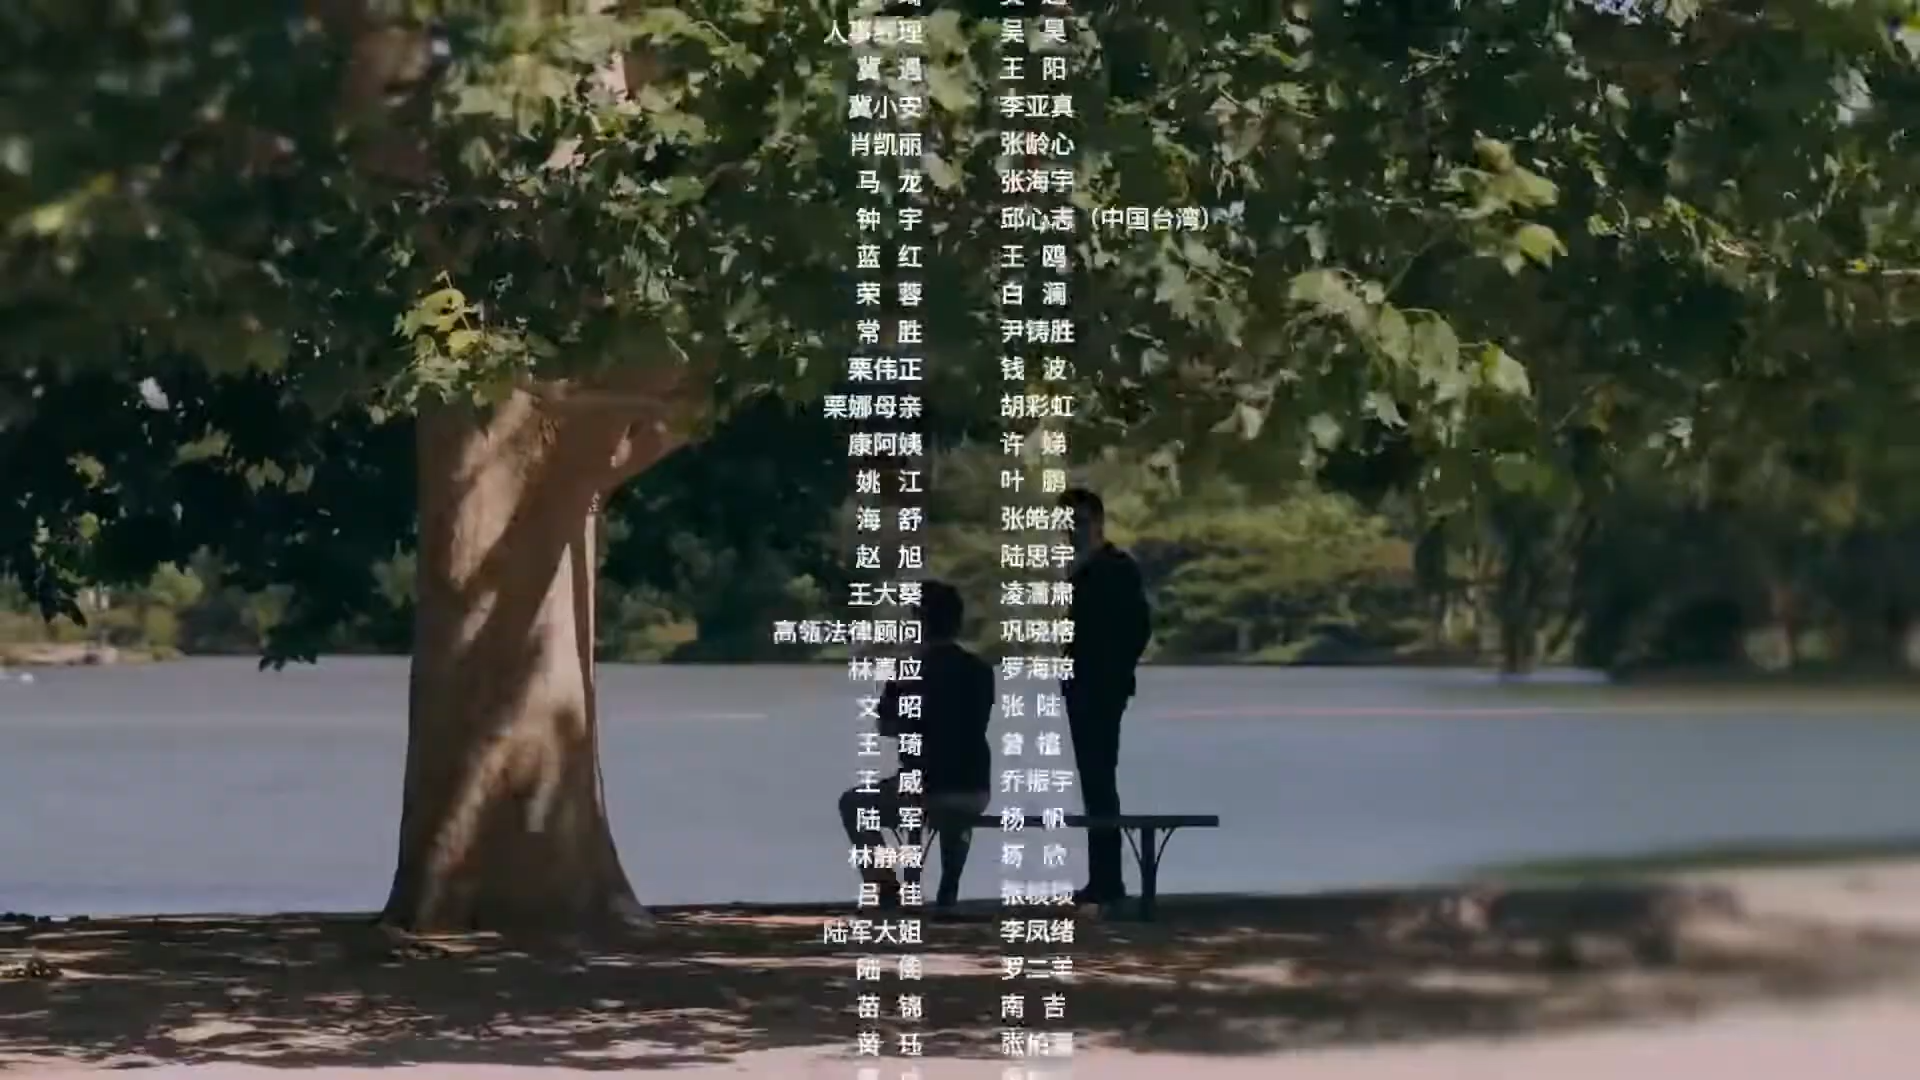 人事经理 吴昊
冀遇 王阳
冀小安 李亚真
肖凯丽 张龄心
马龙 张海宇
钟宇 邱心志（中国台湾）
蓝红 王鸥
荣蓉 白澜
常胜 尹铸胜
栗伟正 钱波
栗娜母亲 胡彩虹
康阿姨 许娣
姚江 叶鹏
海舒 张皓然
赵旭 陆思宇
王大葵 凌潇肃
高瓴法律顾问 巩晓榕
林嘉应 罗海琼
文昭 张陆
王琦 曾
王威 乔振宇
陆军 杨帆
林静薇 杨欣
吕佳
陆军大姐 李凤绪
陆 罗二羊
苗锦 南吉
苗珏